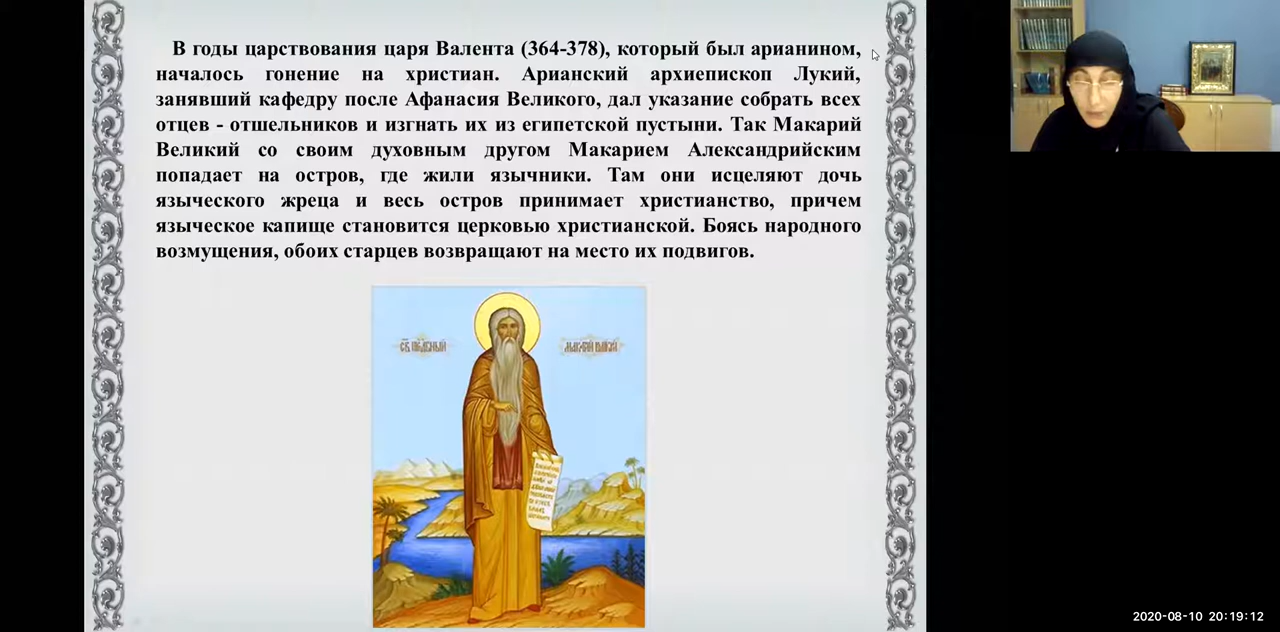 В годы царствования царя Валента (364-378), который был арианином,
началось гонение на христиан. Арианский архиепископ Лукий,
занявший кафедру после Афанасия Великого, дал указание собрать всех
отцев - отшельников и изгнать их из египетской пустыни. Так Макарий
Великий со своим духовным другом Макарием Александрийским
попадает на остров, где жили язычники. Там они исцеляют дочь
языческого жреца и весь остров принимает христианство, причем
языческое капище становится церковью христианской. Боясь народного
возмущения, обоих старцев возвращают на место их подвигов.
2020-08-10 20:19:12